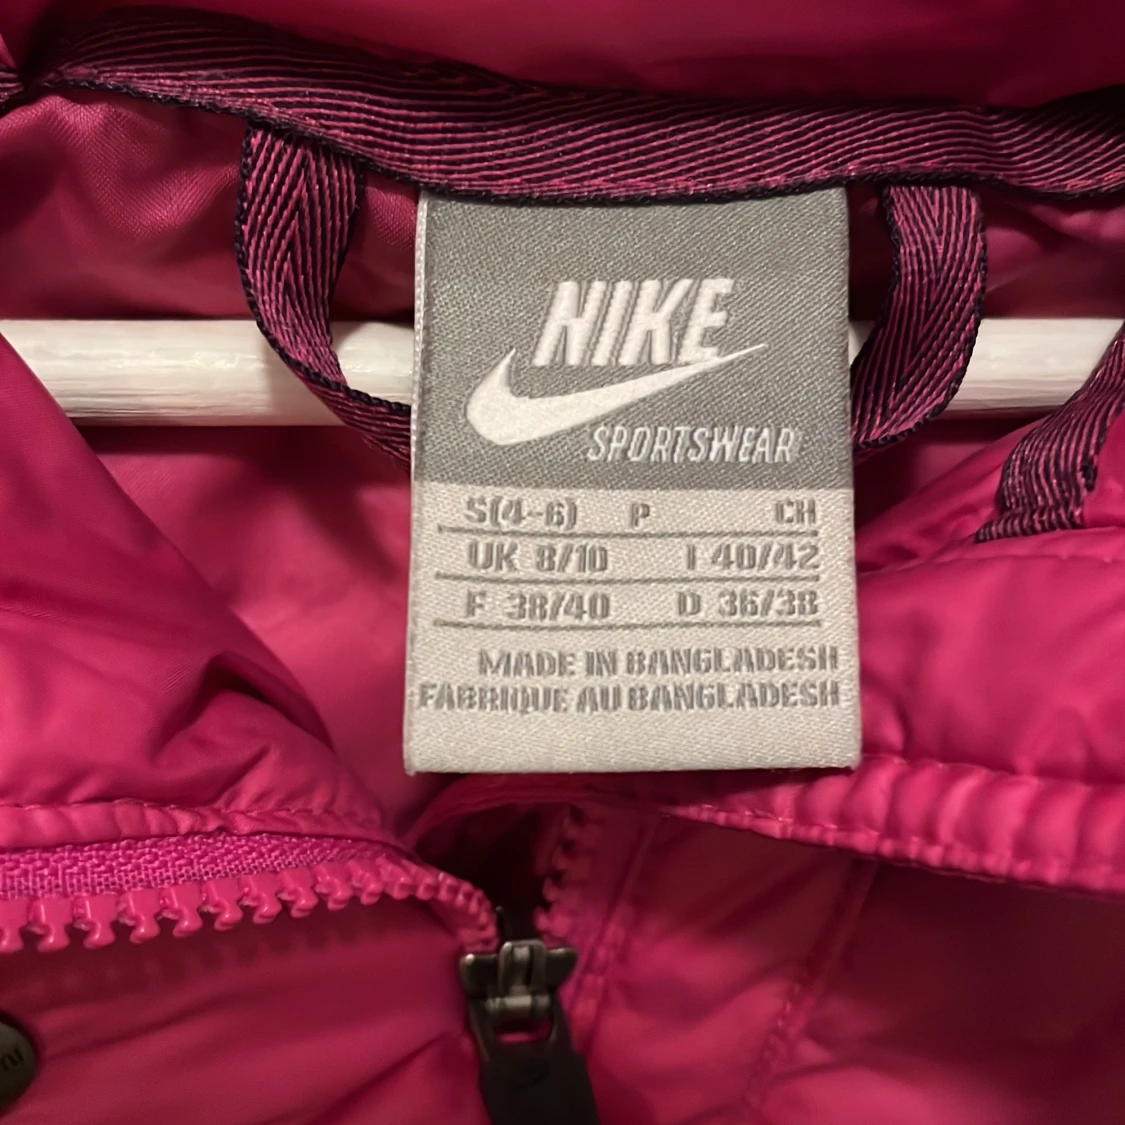 NIKE
SPORTSWEAR
S(4-6) P CH
UK 8/10 I 40/42
F 38/40 D 36/38
MADE IN BANGLADESH
FABRIQUE AU BANGLADESH